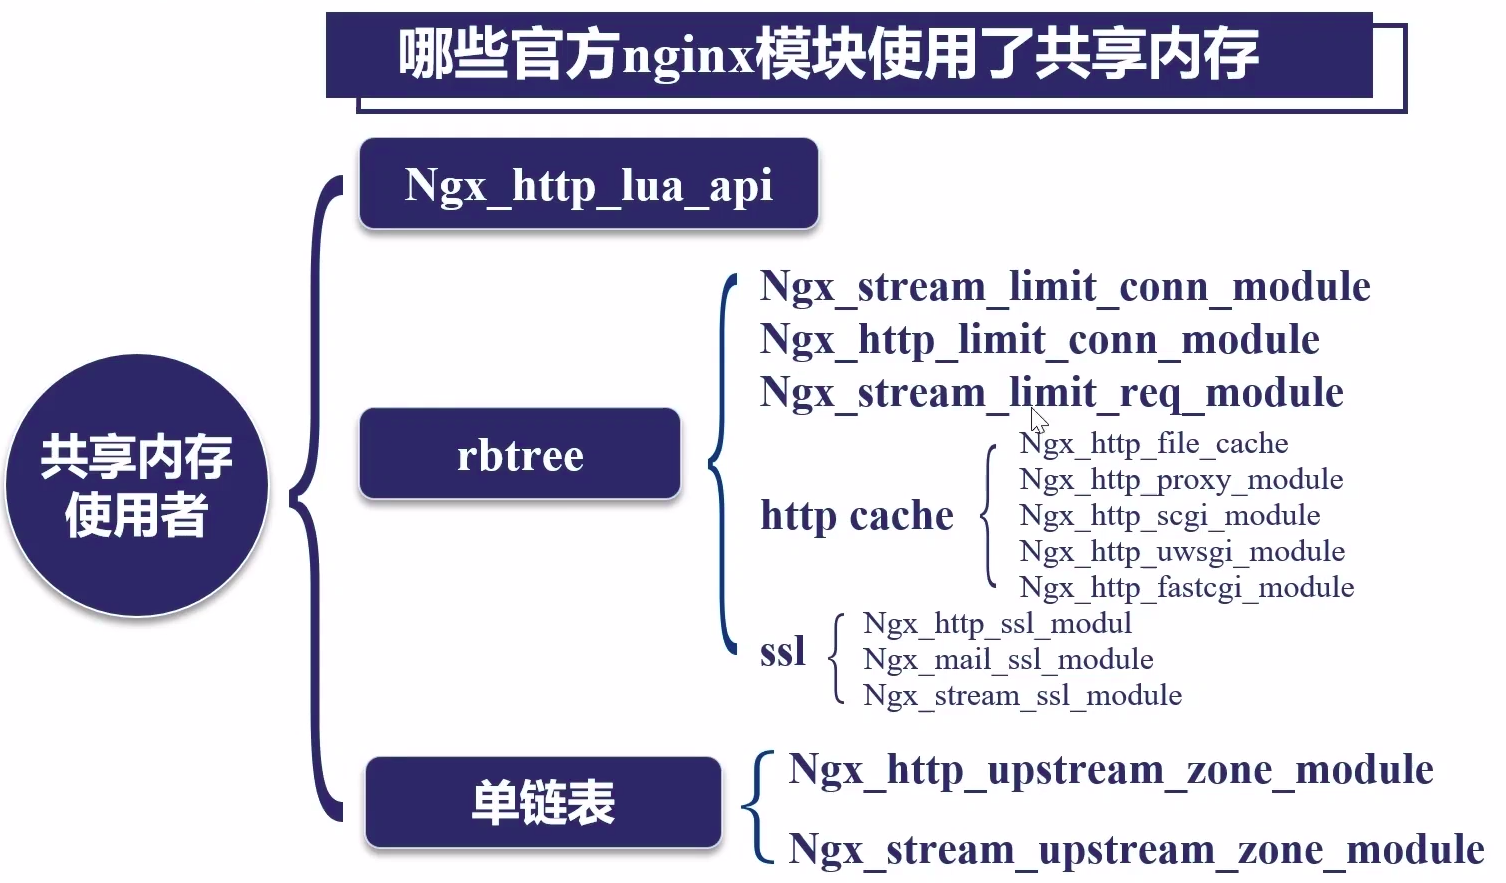 哪些官方nginx模块使用了共享内存
Ngx_http_lua_api
共享内存
使用者
rbtree
Ngx_stream_limit_conn_module
Ngx_http_limit_conn_module
Ngx_stream_limit_req_module
http cache
Ngx_http_file_cache
Ngx_http_proxy_module
Ngx_http_scgi_module
Ngx_http_uwsgi_module
Ngx_http_fastcgi_module
ssl
Ngx_http_ssl_modul
Ngx_mail_ssl_module
Ngx_stream_ssl_module
单链表
Ngx_http_upstream_zone_module
Ngx_stream_upstream_zone_module